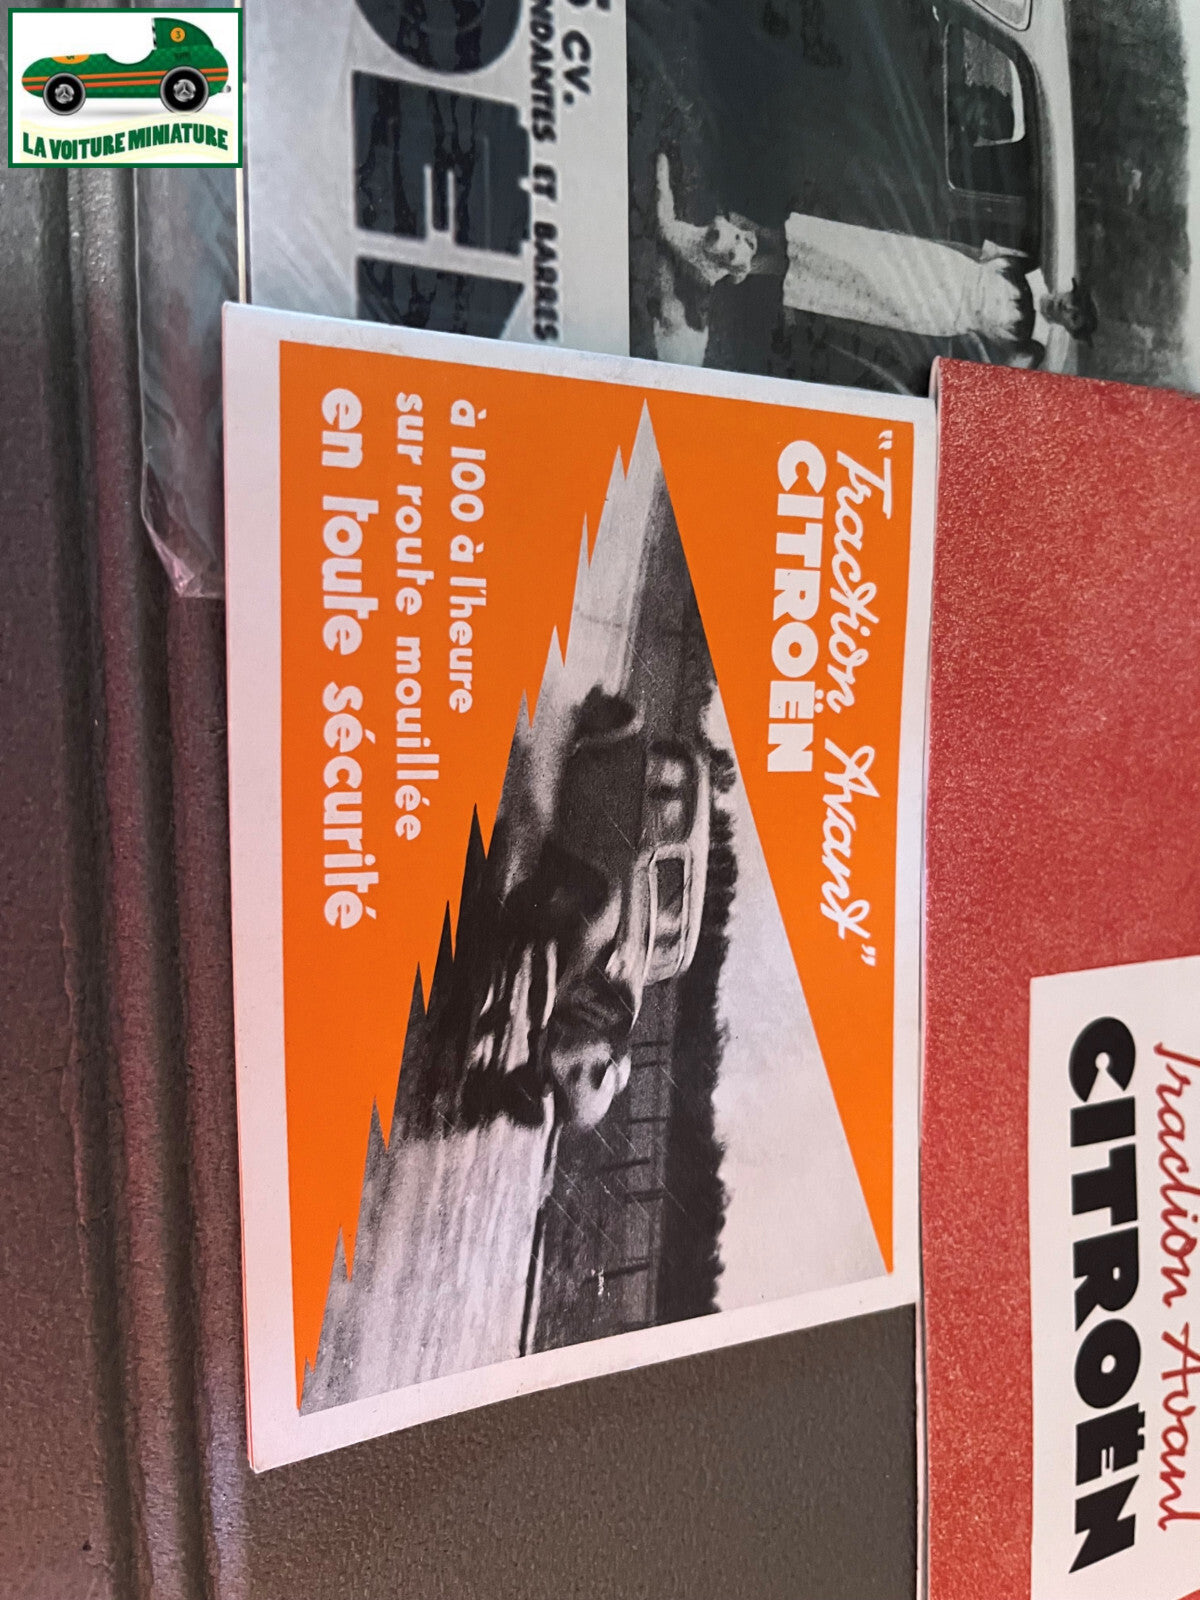 LA VOITURE MINIATURE
CV.
NDANTES ET BARRES
DEL
"Traction Avant"
CITROËN
à 100 à l'heure
sur route mouillée
en toute sécurité
Traction Avant
CITROËN